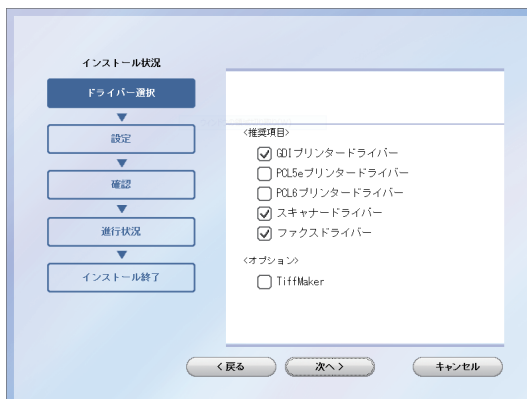 インストール状況
ドライバー選択
設定
確認
進行状況
インストール終了
<推奨項目>
GDIプリンタードライバー
PCL5eプリンタードライバー
PCL6プリンタードライバー
スキャナードライバー
ファクスドライバー
<オプション>
TiffMaker
<戻る
次へ>
キャンセル